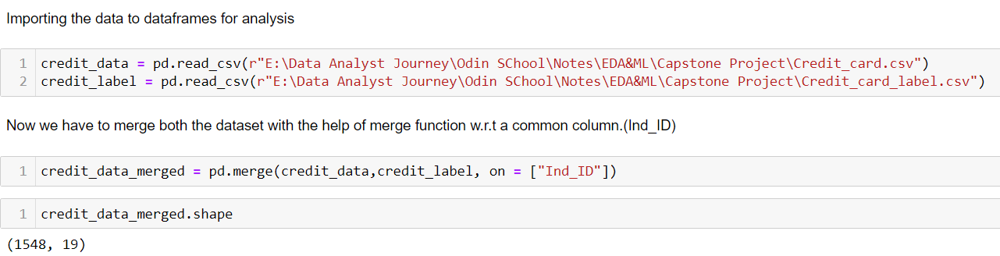 Importing the data to dataframes for analysis
1 credit_data = pd.read_csv(r"E:\Data Analyst Journey\Odin SChool\Notes\EDA&ML\Capstone Project\Credit_card.csv")
2 credit_label = pd.read_csv(r"E:\Data Analyst Journey\Odin SChool\Notes\EDA&ML\Capstone Project\Credit_card_label.csv")
Now we have to merge both the dataset with the help of merge function w.r.t a common column.(Ind_ID)
1 credit_data_merged = pd.merge(credit_data,credit_label, on = ["Ind_ID"])
1 credit_data_merged.shape
(1548, 19)